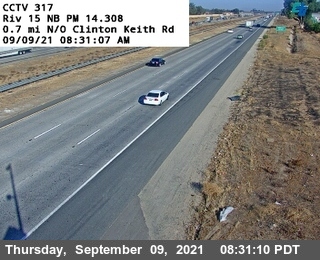 CCTV 317
Riv 15 NB PM 14.308
0.7 mi N/O Clinton Keith Rd
09/09/21 08:31:07 AM
Thursday, September 09, 2021 08:31:10 PDT